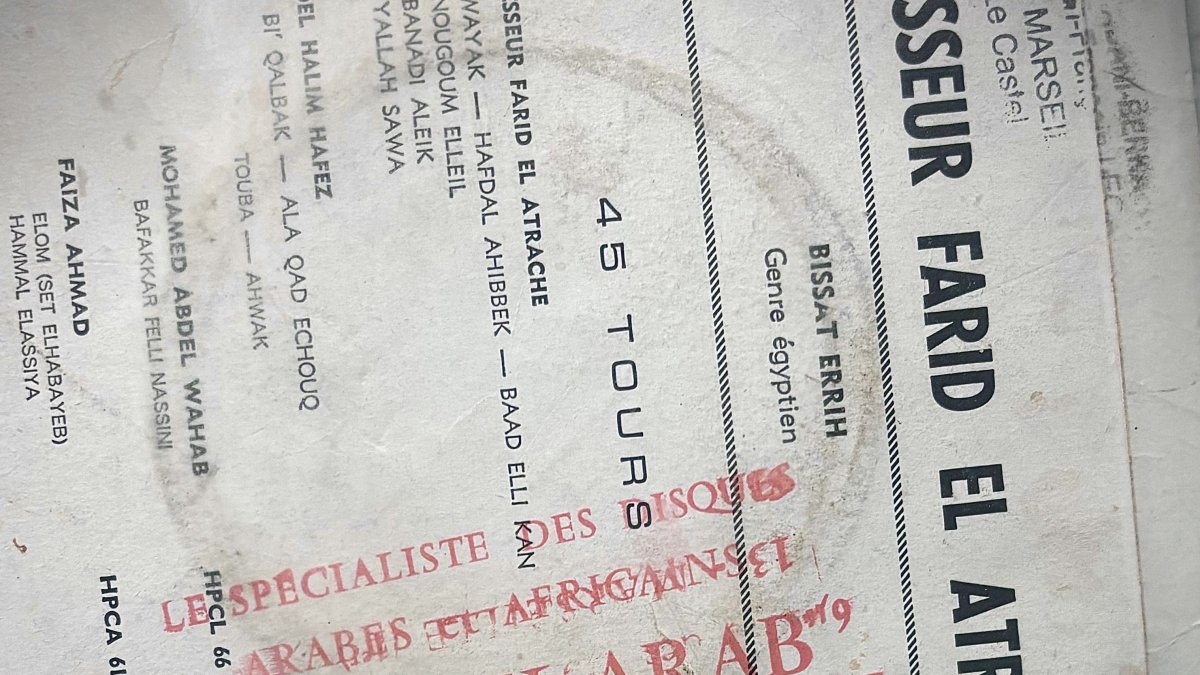 MARSEIL
Le Castel
SSEUR FARID EL ATR
BISSAT ERRIH
Genre égyptien
45 TOURS
SSEUR FARID EL ATRACHE
WAYAK — HAFDAL AHIBBEK — BAAD ELLI KAN
NOUGOUM ELLEIL
BANADI ALEIK
YALLAH SAWA
DEL HALIM HAFEZ
BI' QALBAK — ALA QAD ECHOUQ
TOUBA — AHWAK
MOHAMED ABDEL WAHAB
BAFAKKAR FELLI NASSINI
HPCL 66
FAIZA AHMAD
ELOM (SET ELHABAYEB)
HAMMAL ELASSIYA
HPCA 6
LE SPECIALISTE DES DISQUES
ARABES ET AFRICAINS
ARAB